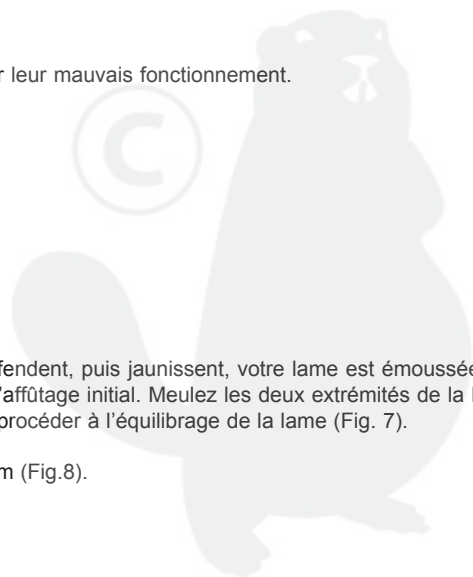 r leur mauvais fonctionnement.
©
fendent, puis jaunissent, votre lame est émoussée
l’affûtage initial. Meulez les deux extrémités de la
procéder à l’équilibrage de la lame (Fig. 7).
m (Fig.8).